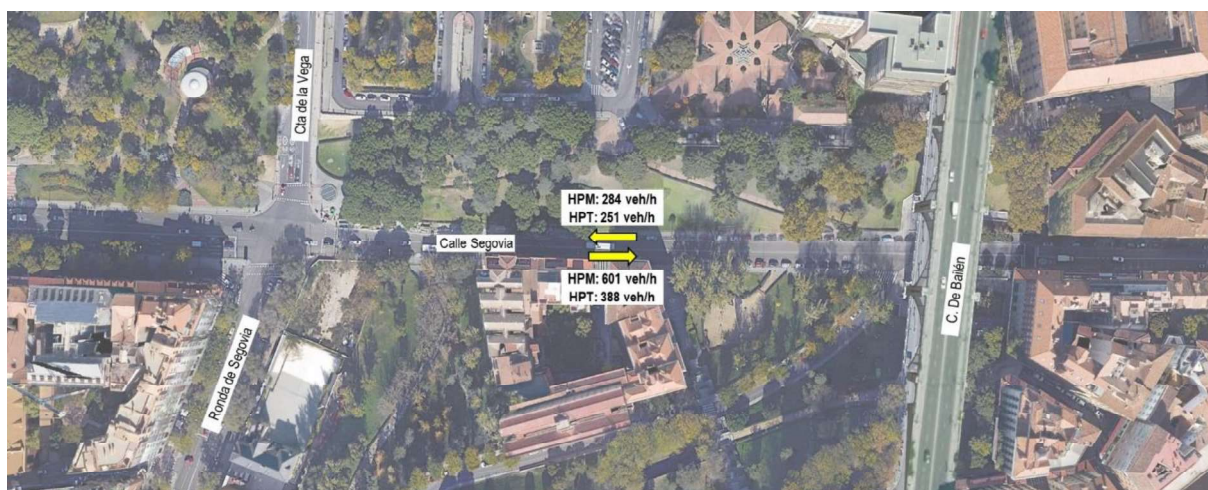 Cta de la Vega
HPM: 284 veh/h
HPT: 251 veh/h
Calle Segovia
HPM: 601 veh/h
HPT: 388 veh/h
C. De Bailén
Ronda de Segovia